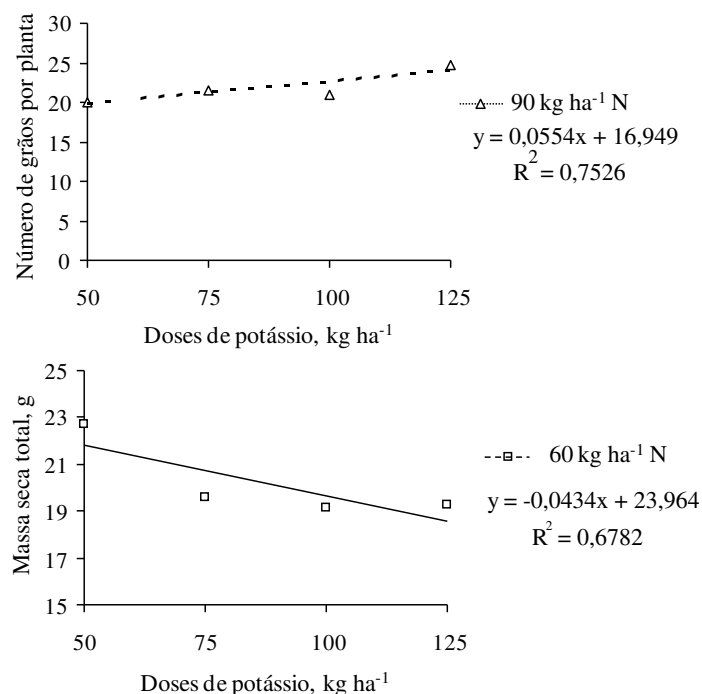 Número de grãos por planta
30
25
20
15
10
5
0
50 75 100 125
Doses de potássio, kg ha⁻¹
90 kg ha⁻¹ N
y = 0,0554x + 16,949
R² = 0,7526
Massa seca total, g
25
23
21
19
17
15
50 75 100 125
Doses de potássio, kg ha⁻¹
60 kg ha⁻¹ N
y = -0,0434x + 23,964
R² = 0,6782